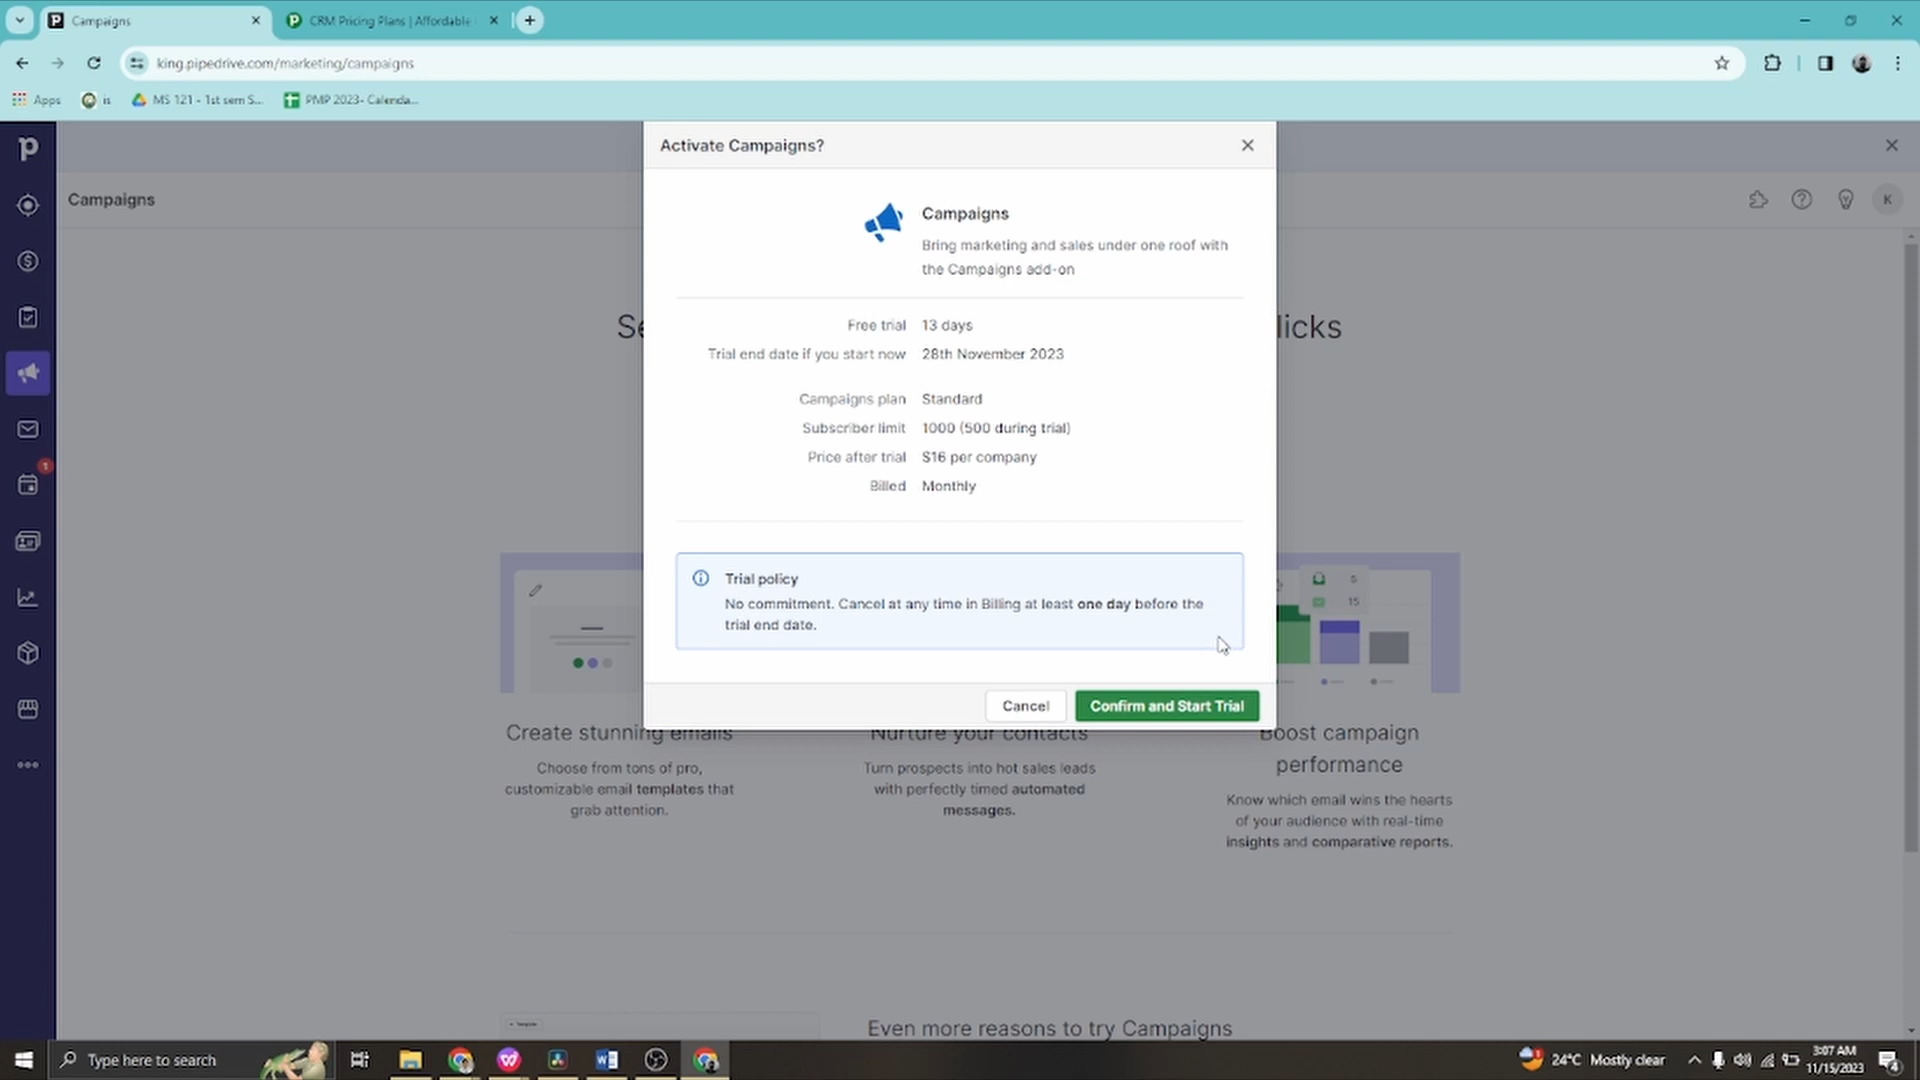 Campaigns
CRM Pricing Plans | Affordable
king.pipedrive.com/marketing/campaigns
Apps
is
MS 121 - 1st sem S...
PMP 2023- Calenda...
Activate Campaigns?
Campaigns
K
Campaigns
Bring marketing and sales under one roof with
the Campaigns add-on
Se
licks
Free trial 13 days
Trial end date if you start now 28th November 2023
Campaigns plan Standard
Subscriber limit 1000 (500 during trial)
Price after trial $16 per company
Billed Monthly
1
Trial policy
No commitment. Cancel at any time in Billing at least one day before the
trial end date.
5
15
Cancel
Confirm and Start Trial
Create stunning emails
Choose from tons of pro,
customizable email templates that
grab attention.
Nurture your contacts
Turn prospects into hot sales leads
with perfectly timed automated
messages.
Boost campaign
performance
Know which email wins the hearts
of your audience with real-time
insights and comparative reports.
Template
Even more reasons to try Campaigns
Type here to search
24°C Mostly clear
3:07 AM
11/15/2023
4